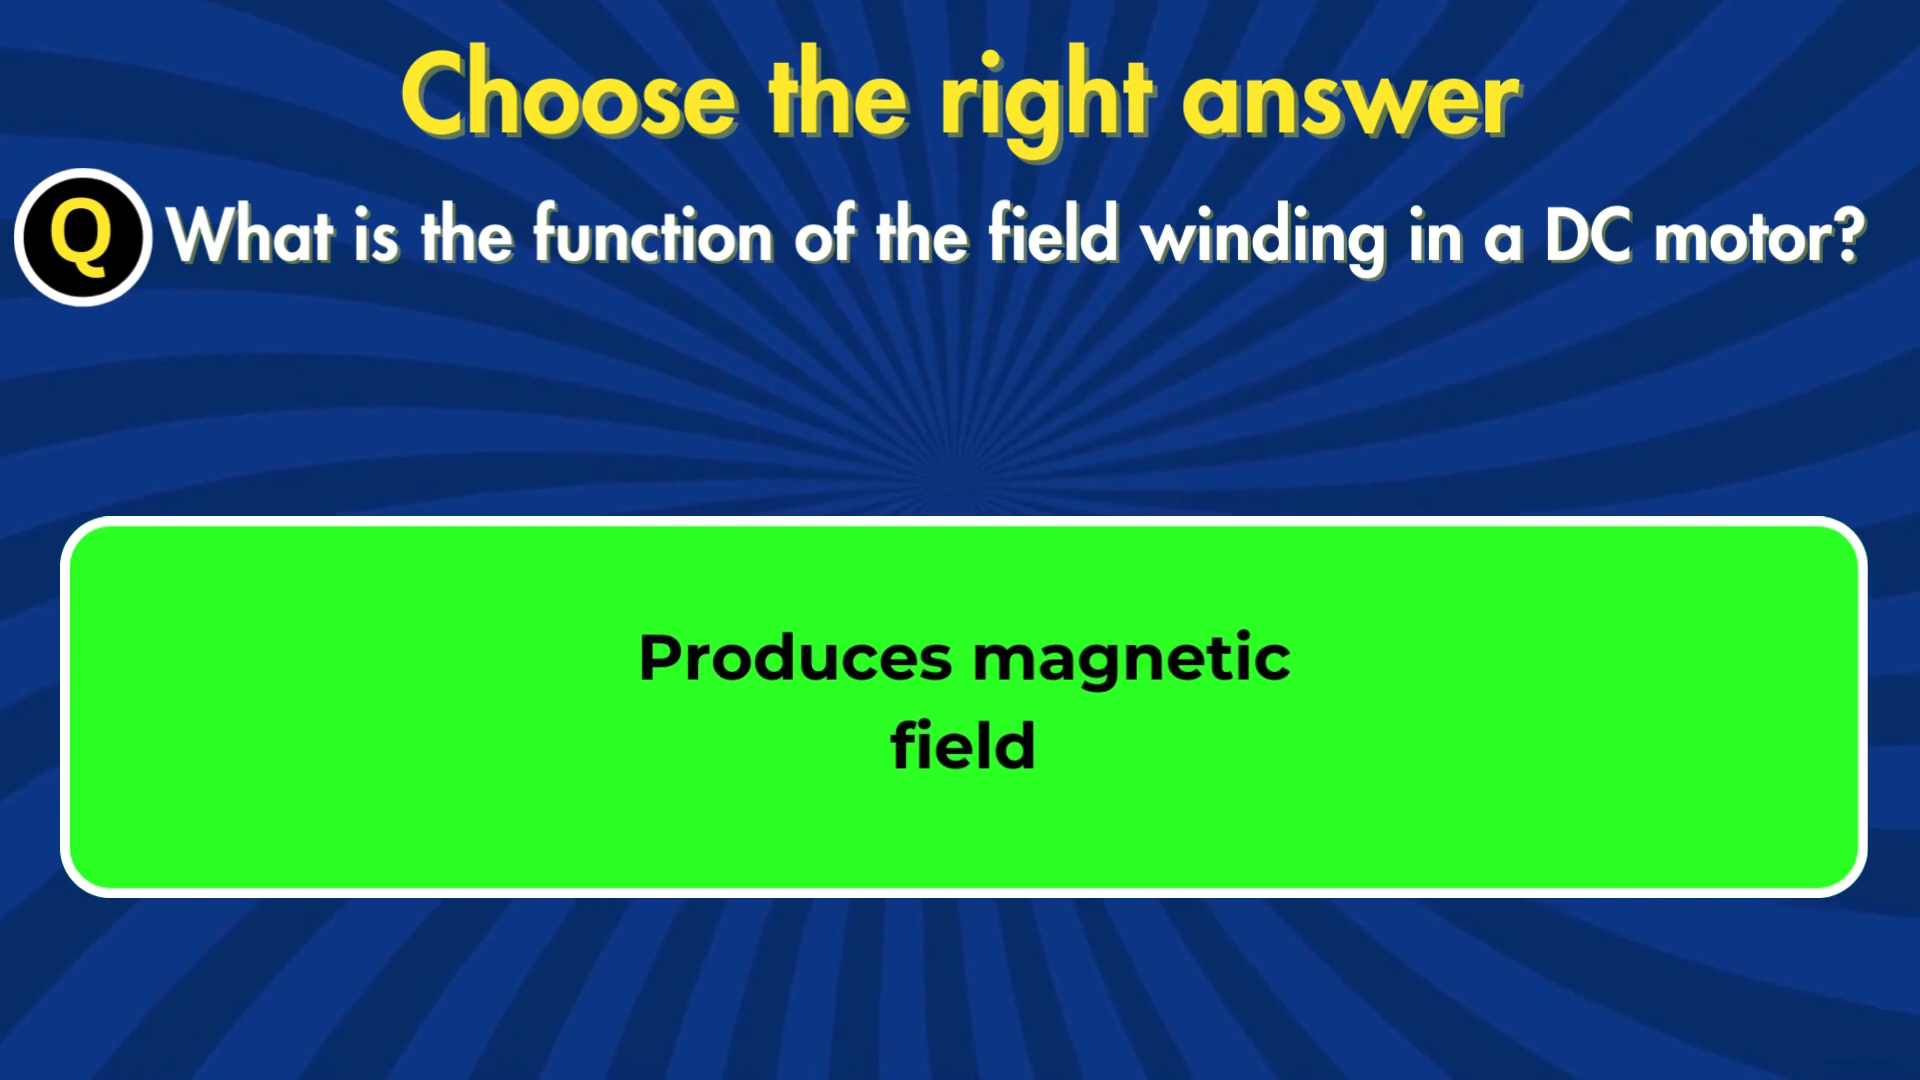 Choose the right answer
Q What is the function of the field winding in a DC motor?
Produces magnetic
field